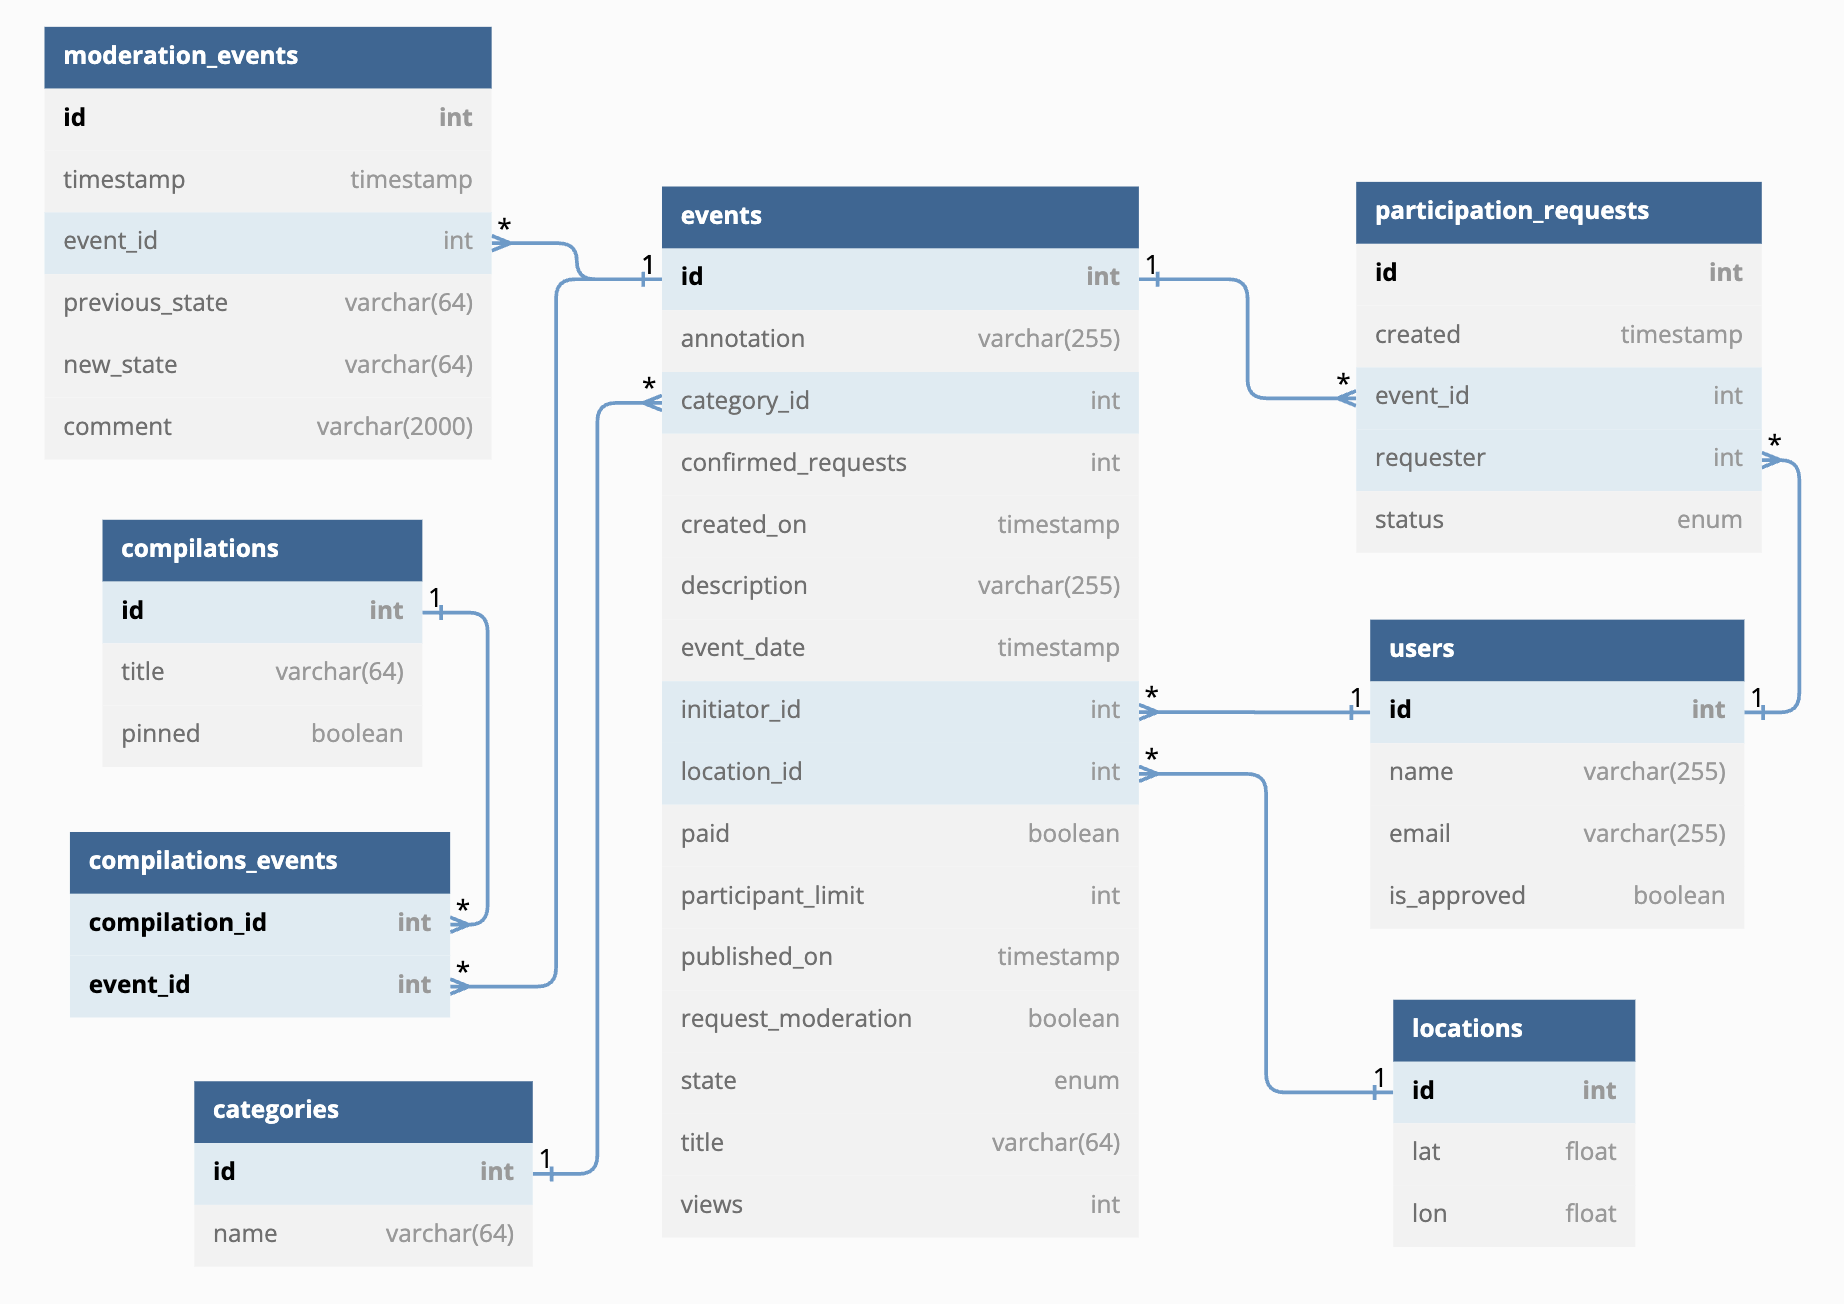 moderation_events
id int
timestamp timestamp
event_id int
previous_state varchar(64)
new_state varchar(64)
comment varchar(2000)
*
1
compilations
id int
title varchar(64)
pinned boolean
1
compilations_events
compilation_id int
event_id int
*
*
categories
id int
name varchar(64)
1
*
events
id int
annotation varchar(255)
category_id int
confirmed_requests int
created_on timestamp
description varchar(255)
event_date timestamp
initiator_id int
location_id int
paid boolean
participant_limit int
published_on timestamp
request_moderation boolean
state enum
title varchar(64)
views int
1
*
*
*
participation_requests
id int
created timestamp
event_id int
requester int
status enum
*
users
id int
name varchar(255)
email varchar(255)
is_approved boolean
1
1
locations
id int
lat float
lon float
1